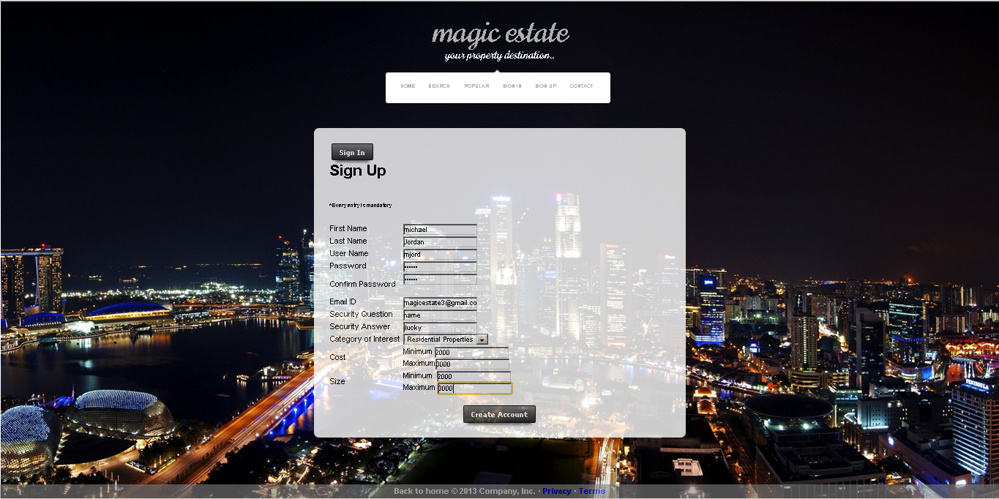 magic estate
your property destination..
HOME SEARCH POPULAR SIGN IN SIGN UP CONTACT
Sign In
Sign Up
*Every entry is mandatory
First Name michael
Last Name Jordan
User Name mjord
Password ••••••
Confirm Password ••••••
Email ID magicestate3@gmail.co
Security Question name
Security Answer lucky
Category of Interest Residential Properties
Cost Minimum 2000
Maximum 3000
Size Minimum 2000
Maximum 3000
Create Account
Back to home © 2013 Company, Inc. · Privacy · Terms